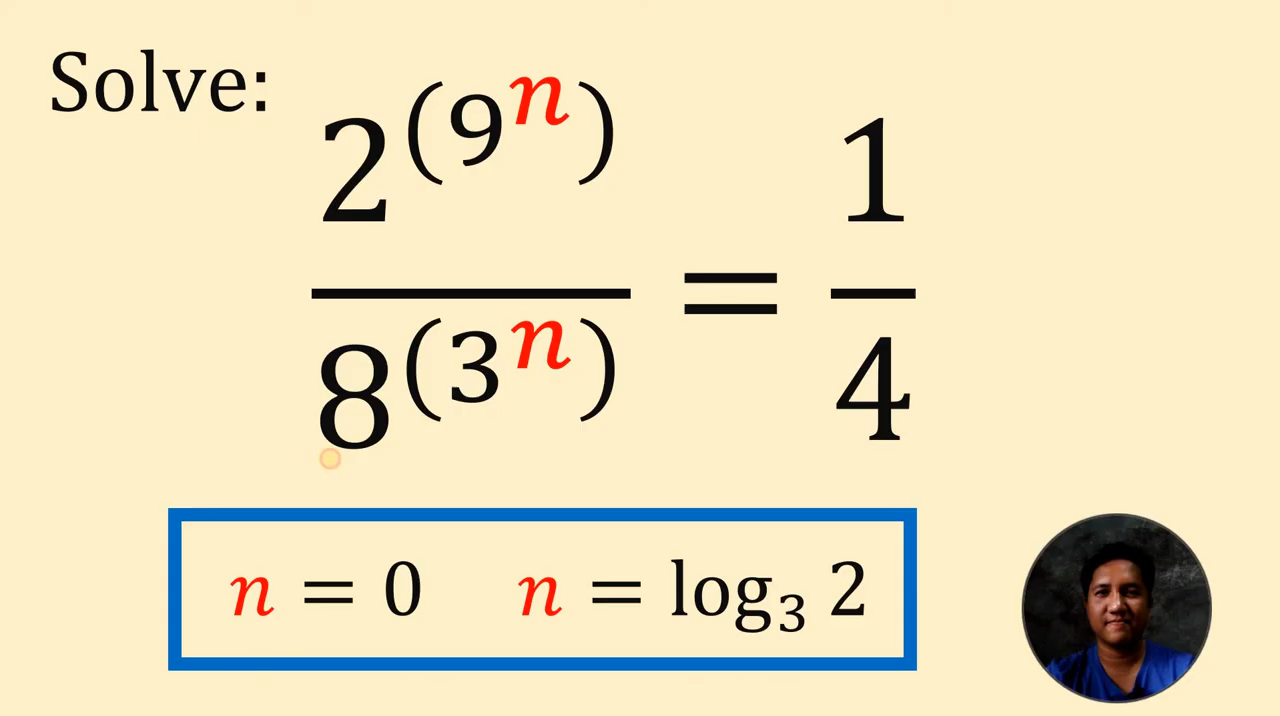 Solve:
2^(9^n) / 8^(3^n) = 1/4
n = 0 n = log₃ 2